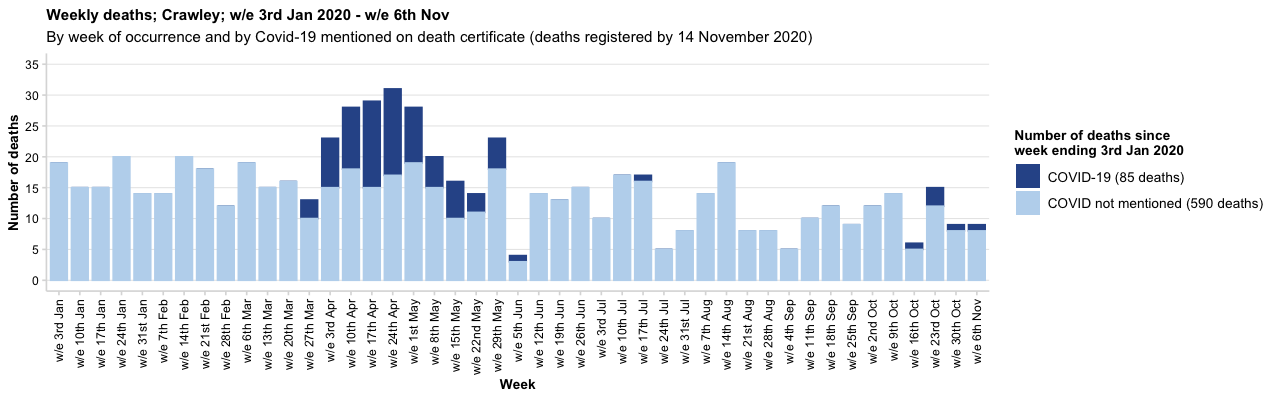 Weekly deaths; Crawley; w/e 3rd Jan 2020 - w/e 6th Nov
By week of occurrence and by Covid-19 mentioned on death certificate (deaths registered by 14 November 2020)
Number of deaths
35
30
25
20
15
10
5
0
w/e 3rd Jan
w/e 10th Jan
w/e 17th Jan
w/e 24th Jan
w/e 31st Jan
w/e 7th Feb
w/e 14th Feb
w/e 21st Feb
w/e 28th Feb
w/e 6th Mar
w/e 13th Mar
w/e 20th Mar
w/e 27th Mar
w/e 3rd Apr
w/e 10th Apr
w/e 17th Apr
w/e 24th Apr
w/e 1st May
w/e 8th May
w/e 15th May
w/e 22nd May
w/e 29th May
w/e 5th Jun
w/e 12th Jun
w/e 19th Jun
w/e 26th Jun
w/e 3rd Jul
w/e 10th Jul
w/e 17th Jul
w/e 24th Jul
w/e 31st Jul
w/e 7th Aug
w/e 14th Aug
w/e 21st Aug
w/e 28th Aug
w/e 4th Sep
w/e 11th Sep
w/e 18th Sep
w/e 25th Sep
w/e 2nd Oct
w/e 9th Oct
w/e 16th Oct
w/e 23rd Oct
w/e 30th Oct
w/e 6th Nov
Week
Number of deaths since
week ending 3rd Jan 2020
COVID-19 (85 deaths)
COVID not mentioned (590 deaths)